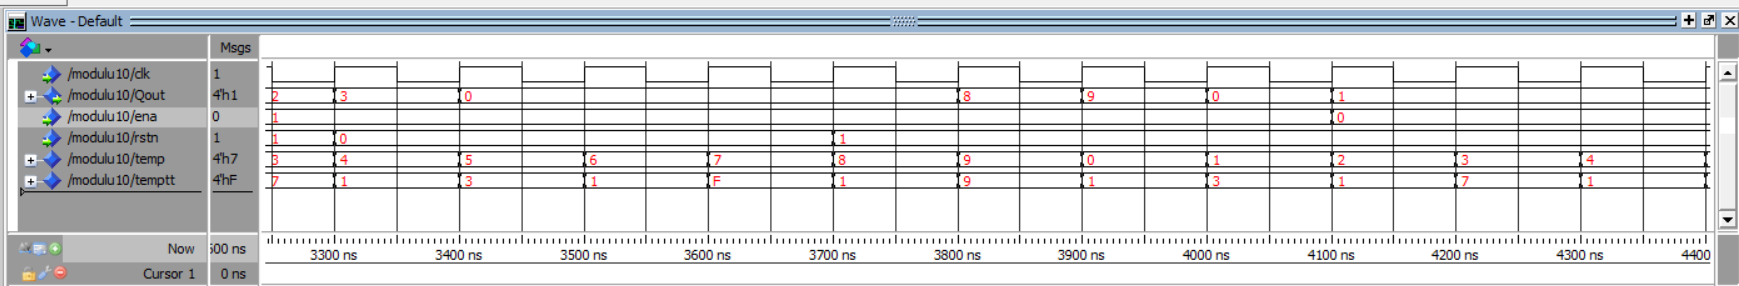 Wave - Default
Msgs
/modulu10/clk 1
/modulu10/Qout 4'h1 2 3 0 8 9 0 1
/modulu10/ena 0 1 0
/modulu10/rstn 1 1 0 1
/modulu10/temp 4'h7 3 4 5 6 7 8 9 0 1 2 3 4
/modulu10/temptt 4'hF 7 1 3 1 F 1 9 1 3 1 7 1
Now 500 ns 3300 ns 3400 ns 3500 ns 3600 ns 3700 ns 3800 ns 3900 ns 4000 ns 4100 ns 4200 ns 4300 ns 4400
Cursor 1 0 ns